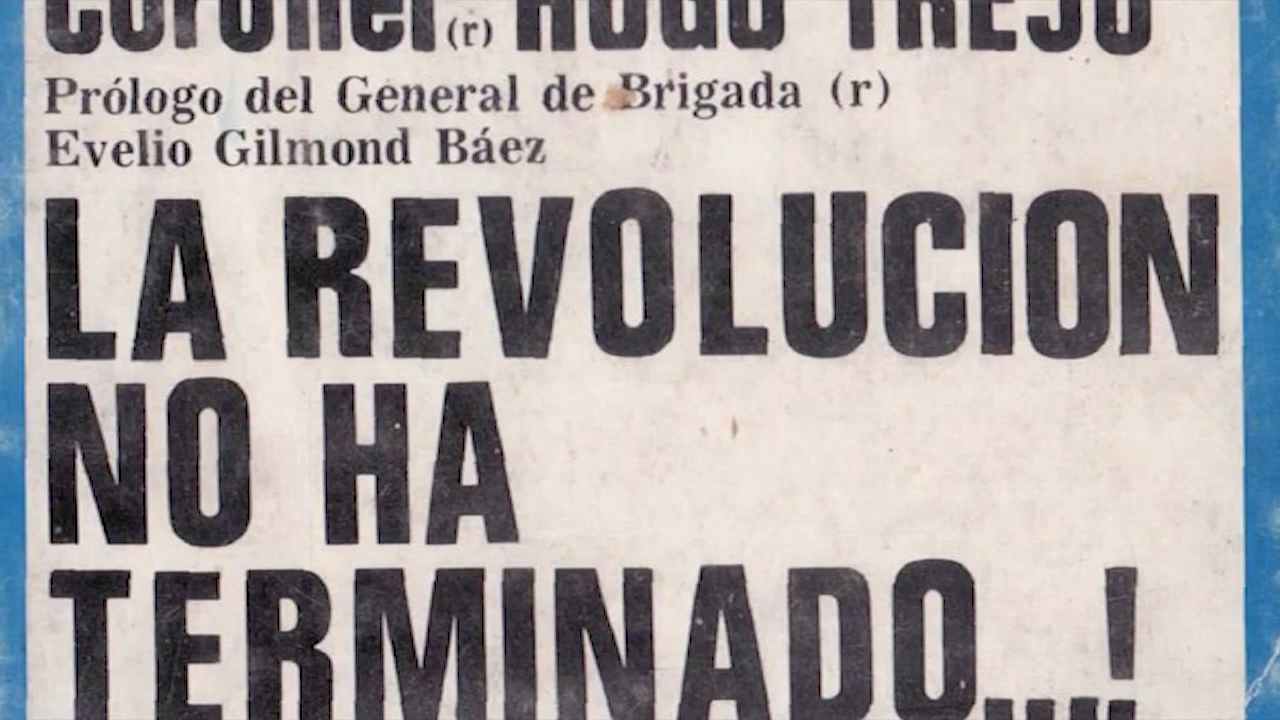 Coronel (r) HUGO TREJO
Prólogo del General de Brigada (r)
Evelio Gilmond Báez
LA REVOLUCION
NO HA
TERMINADO...!